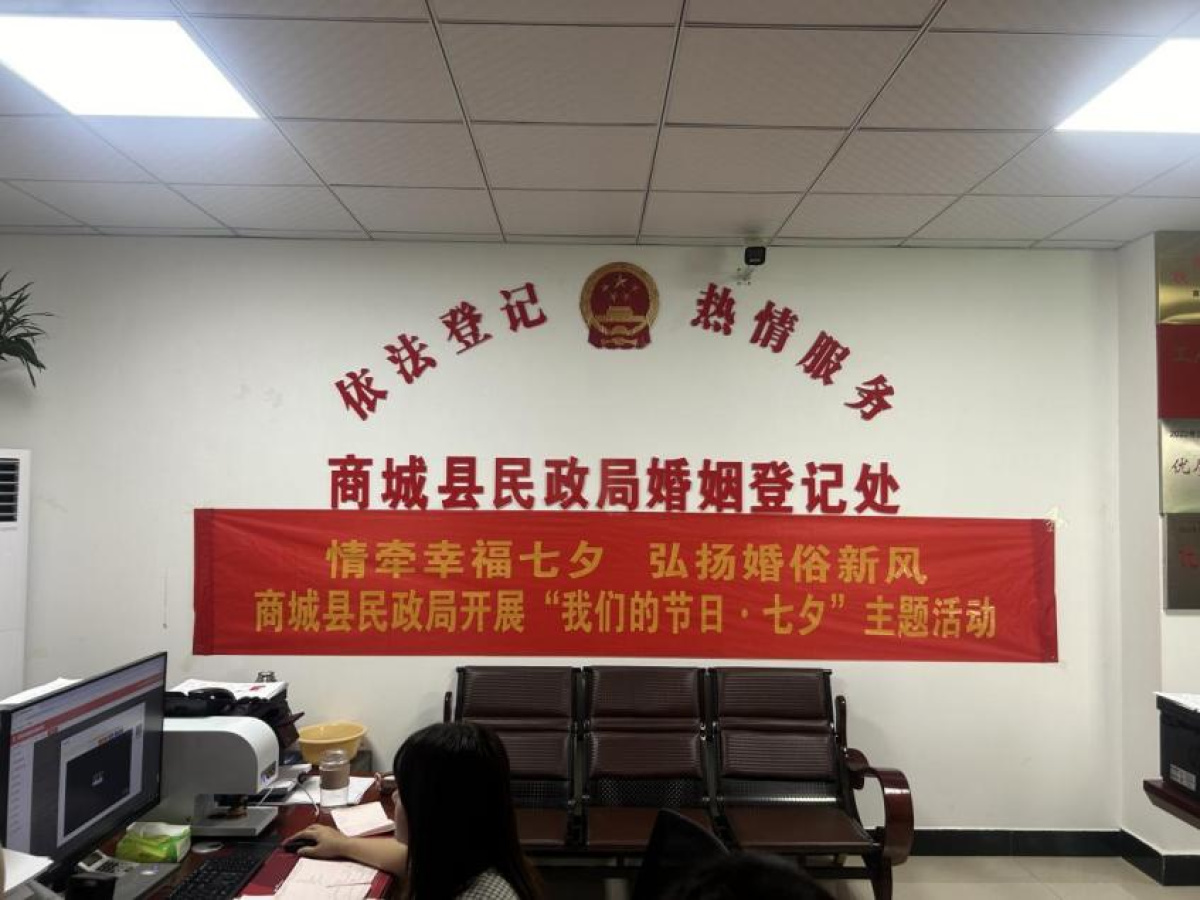 依法登记 热情服务
商城县民政局婚姻登记处
情牵幸福七夕 弘扬婚俗新风
商城县民政局开展“我们的节日·七夕”主题活动